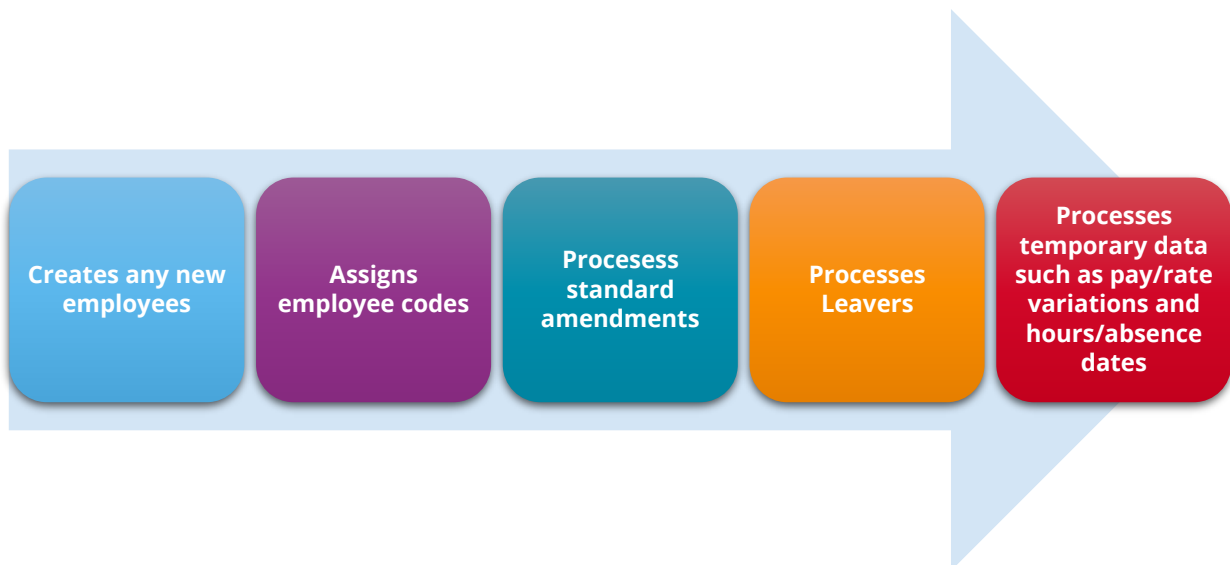 Creates any new
employees
Assigns
employee codes
Procesess
standard
amendments
Processes
Leavers
Processes
temporary data
such as pay/rate
variations and
hours/absence
dates